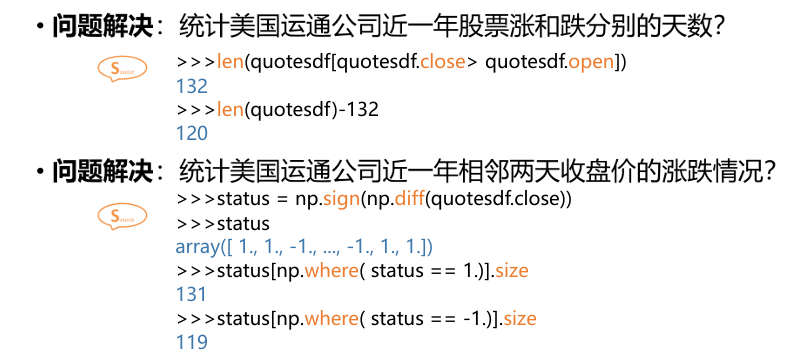 • 问题解决：统计美国运通公司近一年股票涨和跌分别的天数？
Source
>>>len(quotesdf[quotesdf.close> quotesdf.open])
132
>>>len(quotesdf)-132
120
• 问题解决：统计美国运通公司近一年相邻两天收盘价的涨跌情况？
Source
>>>status = np.sign(np.diff(quotesdf.close))
>>>status
array([ 1., 1., -1., ..., -1., 1., 1.])
>>>status[np.where( status == 1.)].size
131
>>>status[np.where( status == -1.)].size
119